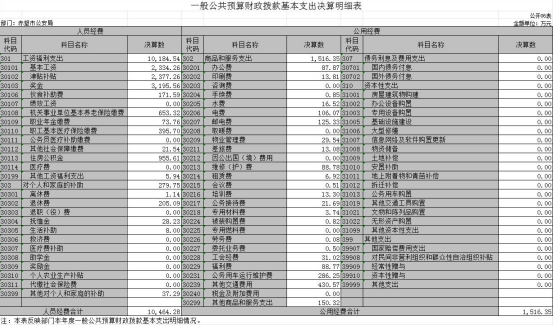 一般公共预算财政拨款基本支出决算明细表
公开06表
部门：赤壁市公安局 金额单位：万元
人员经费 公用经费
科目代码 科目名称 决算数 科目代码 科目名称 决算数 科目代码 科目名称 决算数
301 工资福利支出 10,184.54 302 商品和服务支出 1,516.35 307 债务利息及费用支出 0.00
30101 基本工资 2,334.26 30201 办公费 87.87 30701 国内债务付息 0.00
30102 津贴补贴 2,377.26 30202 印刷费 13.81 30702 国外债务付息 0.00
30103 奖金 3,195.56 30203 咨询费 0.00 310 资本性支出 0.00
30106 伙食补助费 171.59 30204 手续费 0.85 31001 房屋建筑物购建 0.00
30107 绩效工资 0.00 30205 水费 16.52 31002 办公设备购置 0.00
30108 机关事业单位基本养老保险缴费 653.32 30206 电费 106.07 31003 专用设备购置 0.00
30109 职业年金缴费 73.76 30207 邮电费 125.33 31005 基础设施建设 0.00
30110 职工基本医疗保险缴费 395.70 30208 取暖费 0.00 31006 大型修缮 0.00
30111 公务员医疗补助缴费 0.00 30209 物业管理费 29.54 31007 信息网络及软件购置更新 0.00
30112 其他社会保障缴费 21.54 30211 差旅费 31.08 31008 物资储备 0.00
30113 住房公积金 955.61 30212 因公出国（境）费用 0.00 31009 土地补偿 0.00
30114 医疗费 0.00 30213 维修（护）费 88.78 31010 安置补助 0.00
30199 其他工资福利支出 5.94 30214 租赁费 6.92 31011 地上附着物和青苗补偿 0.00
303 对个人和家庭的补助 279.75 30215 会议费 0.51 31012 拆迁补偿 0.00
30301 离休费 1.14 30216 培训费 13.30 31013 公务用车购置 0.00
30302 退休费 205.09 30217 公务接待费 21.69 31019 其他交通工具购置 0.00
30303 退职（役）费 0.00 30218 专用材料费 3.74 31021 文物和陈列品购置 0.00
30304 抚恤金 28.23 30224 被装购置费 0.82 31022 无形资产购置 0.00
30305 生活补助 8.00 30225 专用燃料费 0.00 31099 其他资本性支出 0.00
30306 救济费 0.00 30226 劳务费 0.08 399 其他支出 0.00
30307 医疗费补助 0.00 30227 委托业务费 0.50 39907 国家赔偿费用支出 0.00
30308 助学金 0.00 30228 工会经费 31.02 39908 对民间非营利组织和群众性自治组织补贴 0.00
30309 奖励金 0.00 30229 福利费 88.77 39909 经常性赠与 0.00
30310 个人农业生产补贴 0.00 30231 公务用车运行维护费 286.25 39910 资本性赠与 0.00
30311 代缴社会保险费 0.00 30239 其他交通费用 430.57 39999 其他支出 0.00
30399 其他对个人和家庭的补助 37.29 30240 税金及附加费用 0.00
30299 其他商品和服务支出 150.32
人员经费合计 10,464.28 公用经费合计 1,516.35
注：本表反映部门本年度一般公共预算财政拨款基本支出明细情况。